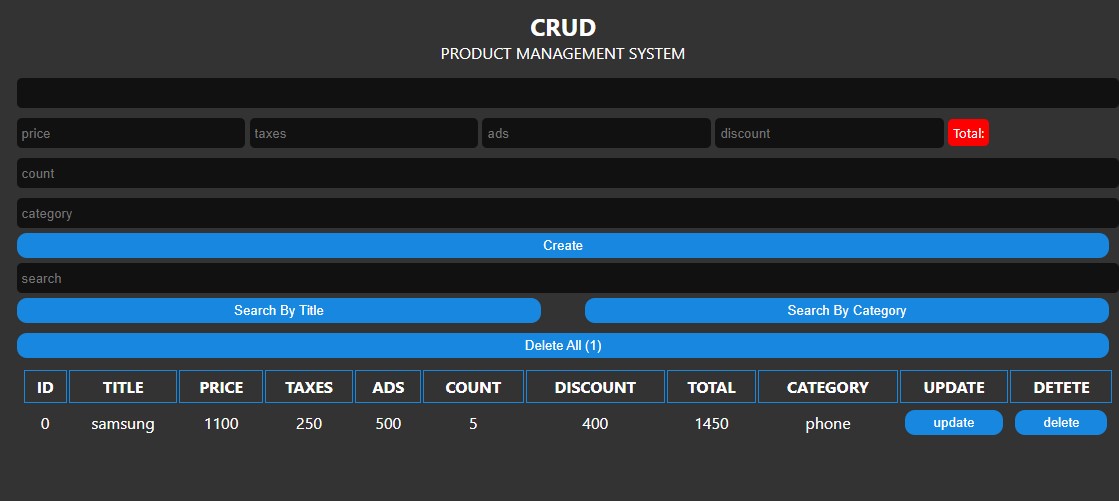 CRUD
PRODUCT MANAGEMENT SYSTEM
price taxes ads discount Total:
count
category
Create
search
Search By Title Search By Category
Delete All (1)
ID TITLE PRICE TAXES ADS COUNT DISCOUNT TOTAL CATEGORY UPDATE DETETE
0 samsung 1100 250 500 5 400 1450 phone update delete